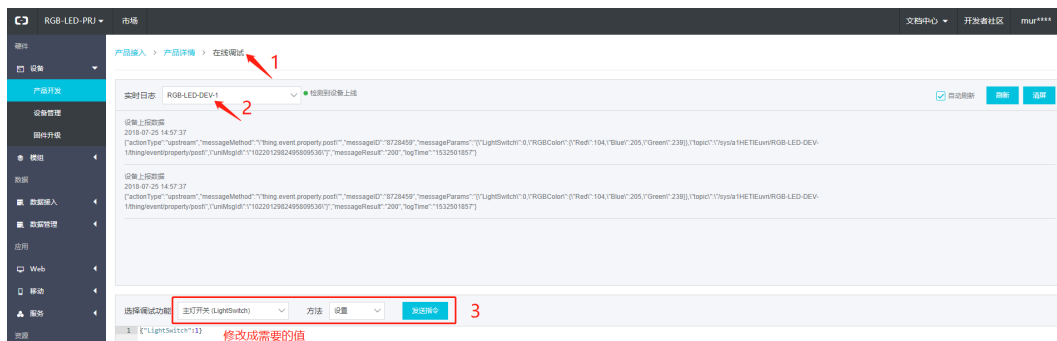 RGB-LED-PRJ 市场 文档中心 开发者社区 mur****
硬件
设备
产品开发
设备管理
固件升级
模组
数据
数据接入
数据管理
应用
Web
移动
服务
资源
产品接入 > 产品详情 > 在线调试
1
实时日志 RGB-LED-DEV-1 检测到设备上线 自动刷新 刷新 清屏
2
设备上报数据
2018-07-25 14:57:37
{"actionType":"upstream","messageMethod":"\"thing.event.property.post\"","messageID":"8728459","messageParams":"{\"LightSwitch\":0,\"RGBColor\":{\"Red\":104,\"Blue\":205,\"Green\":239}},{\"topic\":\"/sys/a1HETlEuvri/RGB-LED-DEV-
1/thing/event/property/post\",\"uniMsgId\":\"1022012982495809536\"}","messageResult":"200","logTime":"1532501857"}
设备上报数据
2018-07-25 14:57:37
{"actionType":"upstream","messageMethod":"\"thing.event.property.post\"","messageID":"8728459","messageParams":"{\"LightSwitch\":0,\"RGBColor\":{\"Red\":104,\"Blue\":205,\"Green\":239}},{\"topic\":\"/sys/a1HETlEuvri/RGB-LED-DEV-
1/thing/event/property/post\",\"uniMsgId\":\"1022012982495809536\"}","messageResult":"200","logTime":"1532501857"}
选择调试功能 主灯开关 (LightSwitch) 方法 设置 发送指令 3
1 {"LightSwitch":1}
修改成需要的值